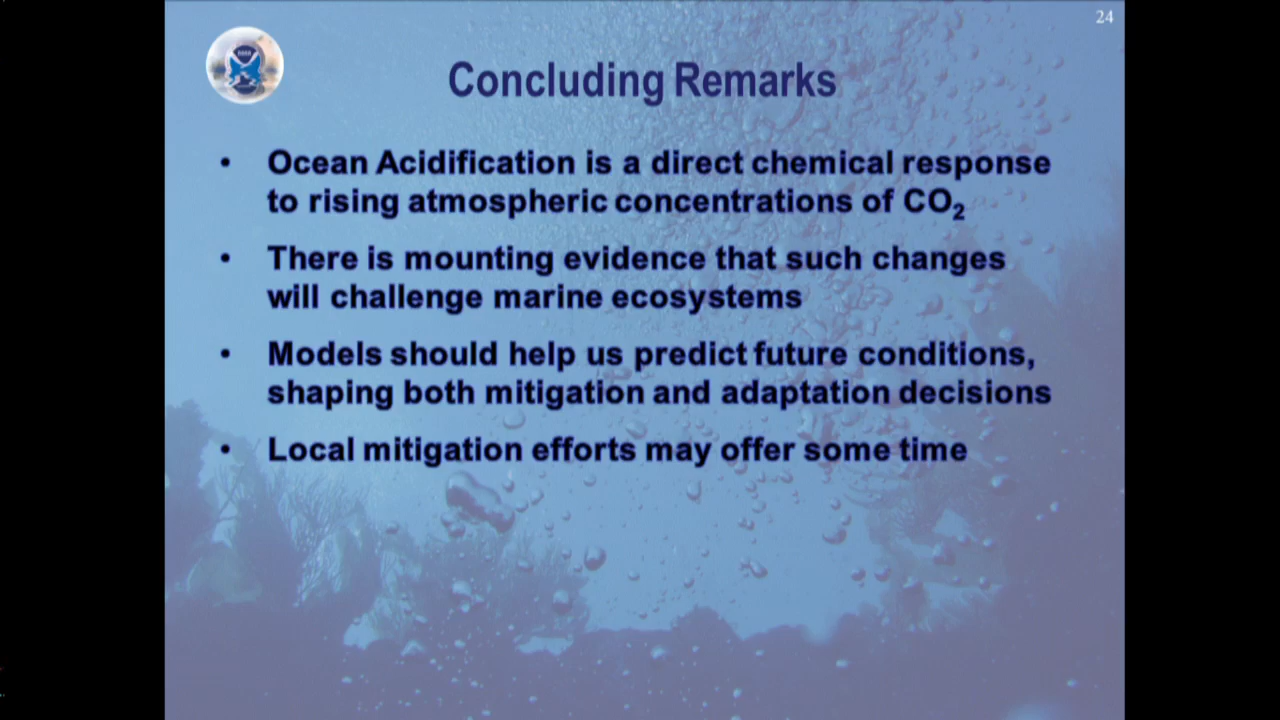 24
Concluding Remarks
• Ocean Acidification is a direct chemical response
to rising atmospheric concentrations of CO₂
• There is mounting evidence that such changes
will challenge marine ecosystems
• Models should help us predict future conditions,
shaping both mitigation and adaptation decisions
• Local mitigation efforts may offer some time